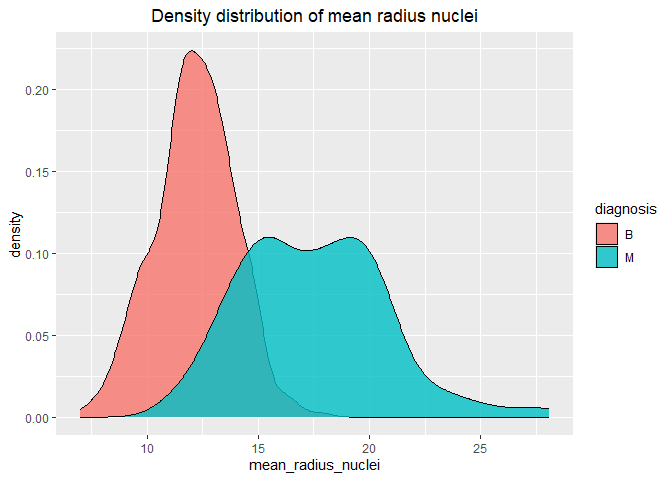 Density distribution of mean radius nuclei
0.20
0.15
0.10
0.05
0.00
density
10 15 20 25
mean_radius_nuclei
diagnosis
B
M